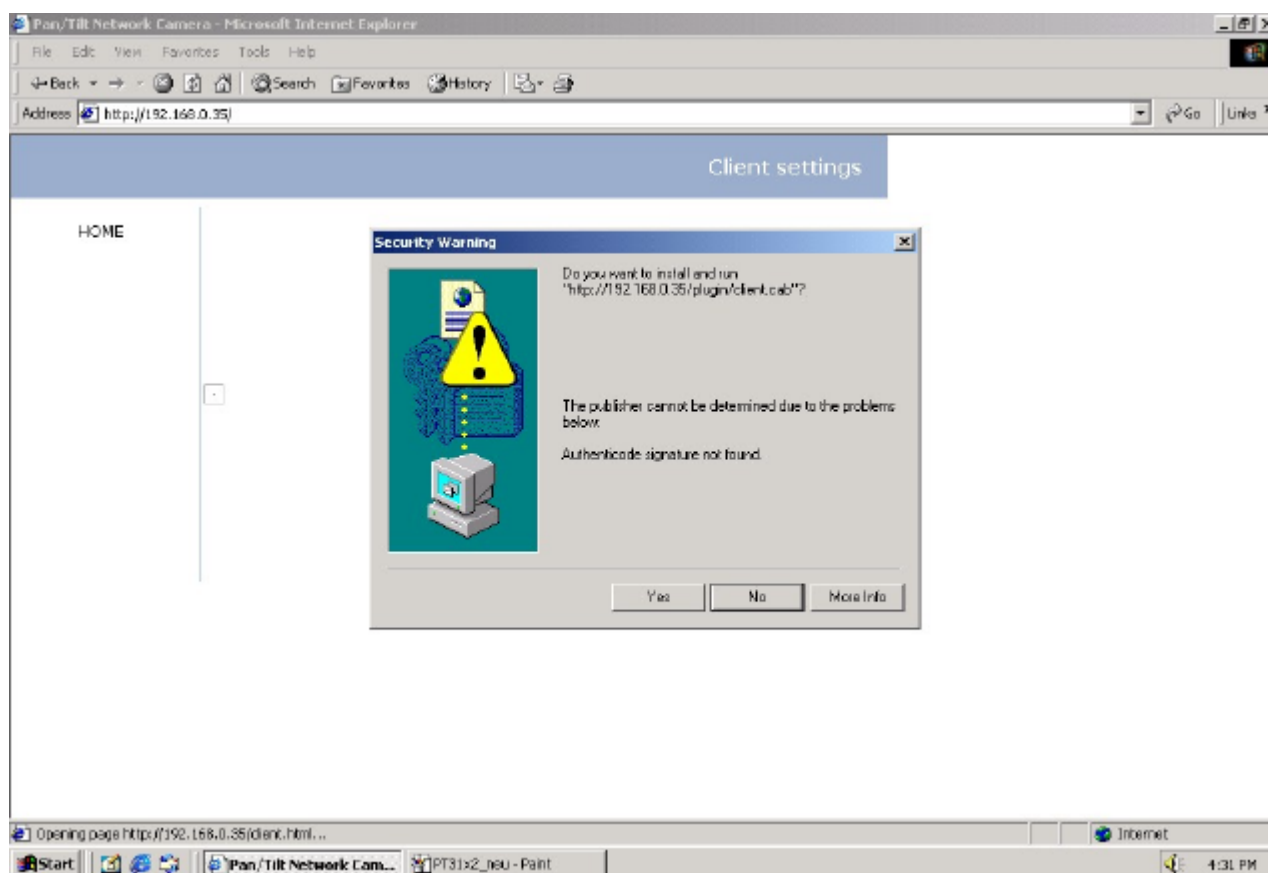 Pan/Tilt Network Camera - Microsoft Internet Explorer
File Edit View Favorites Tools Help
Back Search Favorites History
Address http://192.168.0.35/ Go Links
Client settings
HOME
Security Warning
Do you want to install and run
"http://192.168.0.35/plugin/client.cab"?
The publisher cannot be determined due to the problems
below:
Authenticode signature not found.
Yes No More Info
Opening page http://192.168.0.35/client.html... Internet
Start Pan/Tilt Network Cam... PT31x2_neu - Paint 4:31 PM